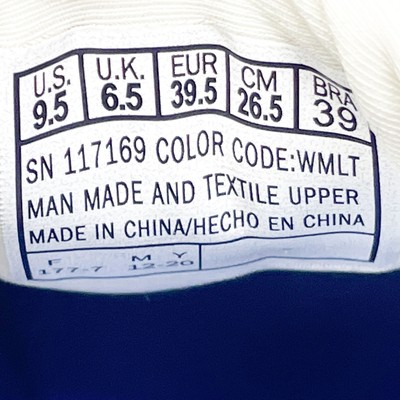 U.S. U.K. EUR CM BRA
9.5 6.5 39.5 26.5 39
SN 117169 COLOR CODE:WMLT
MAN MADE AND TEXTILE UPPER
MADE IN CHINA/HECHO EN CHINA
F M Y
177-7 12-20